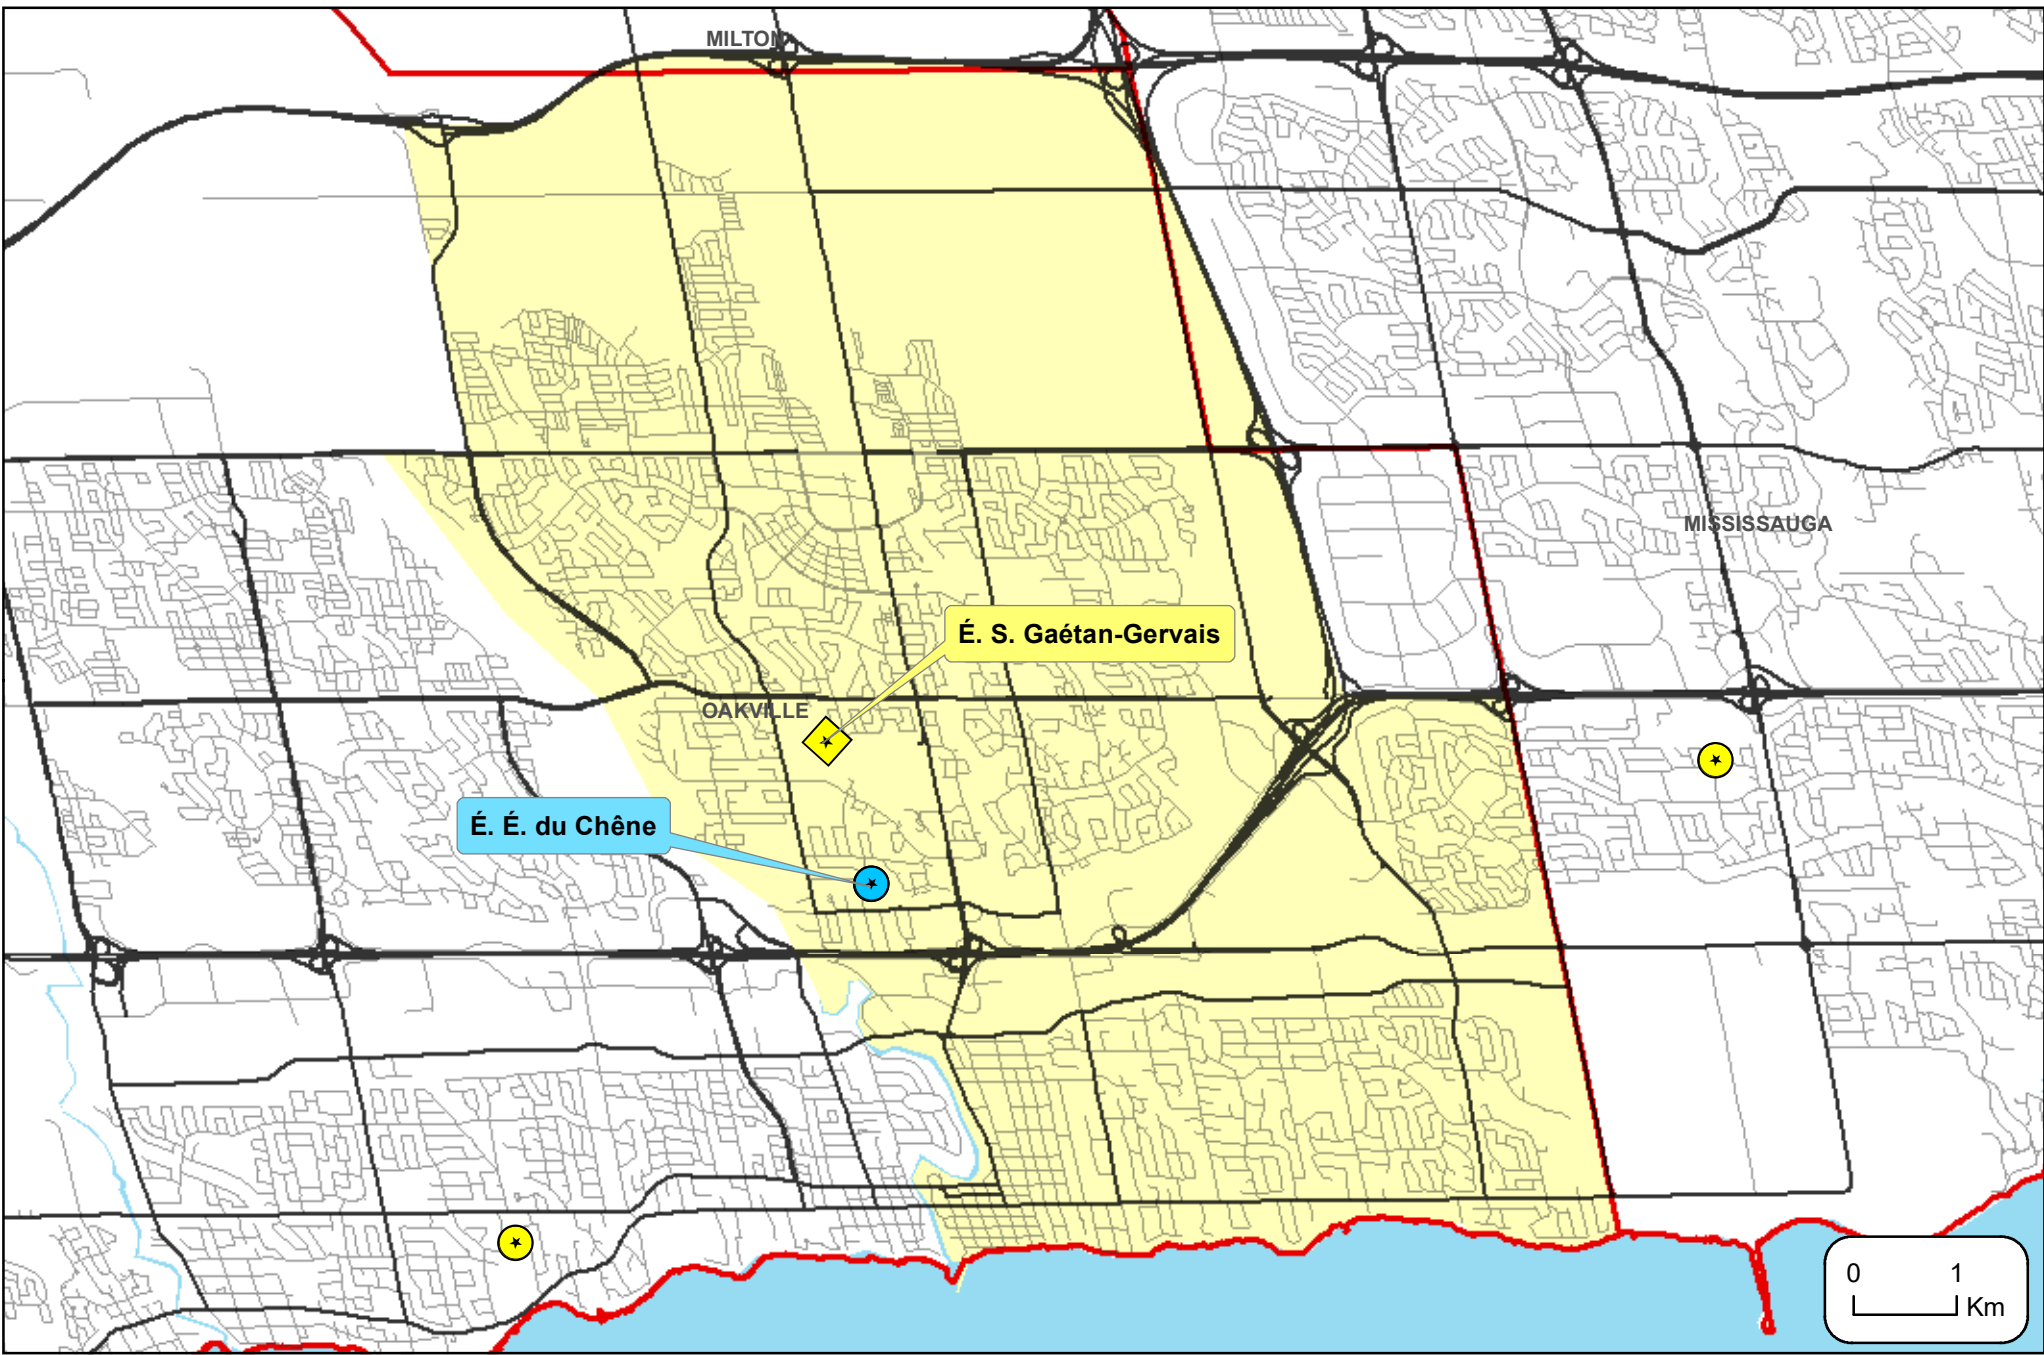 MILTON
MISSISSAUGA
É. S. Gaétan-Gervais
OAKVILLE
É. É. du Chêne
0 1
Km